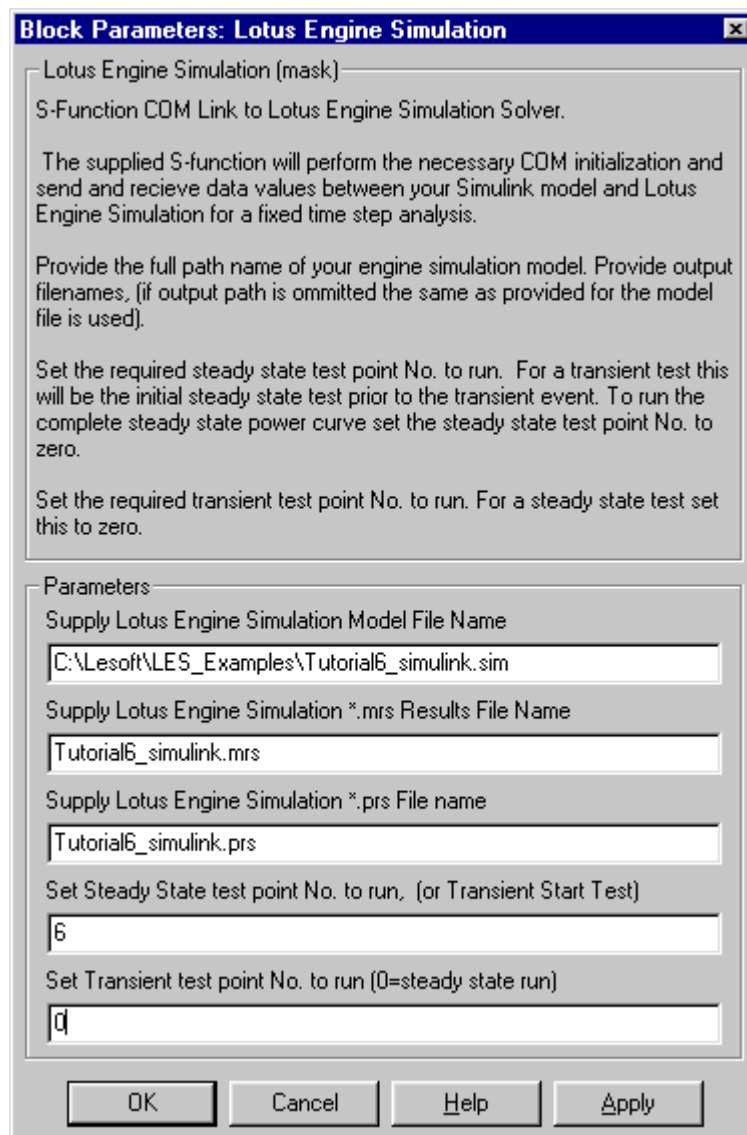 Block Parameters: Lotus Engine Simulation
Lotus Engine Simulation (mask)
S-Function COM Link to Lotus Engine Simulation Solver.
The supplied S-function will perform the necessary COM initialization and
send and recieve data values between your Simulink model and Lotus
Engine Simulation for a fixed time step analysis.
Provide the full path name of your engine simulation model. Provide output
filenames, (if output path is ommitted the same as provided for the model
file is used).
Set the required steady state test point No. to run.  For a transient test this
will be the initial steady state test prior to the transient event. To run the
complete steady state power curve set the steady state test point No. to
zero.
Set the required transient test point No. to run. For a steady state test set
this to zero.
Parameters
Supply Lotus Engine Simulation Model File Name
C:\Lesoft\LES_Examples\Tutorial6_simulink.sim
Supply Lotus Engine Simulation *.mrs Results File Name
Tutorial6_simulink.mrs
Supply Lotus Engine Simulation *.prs File name
Tutorial6_simulink.prs
Set Steady State test point No. to run,  (or Transient Start Test)
6
Set Transient test point No. to run (0=steady state run)
0
OK Cancel Help Apply